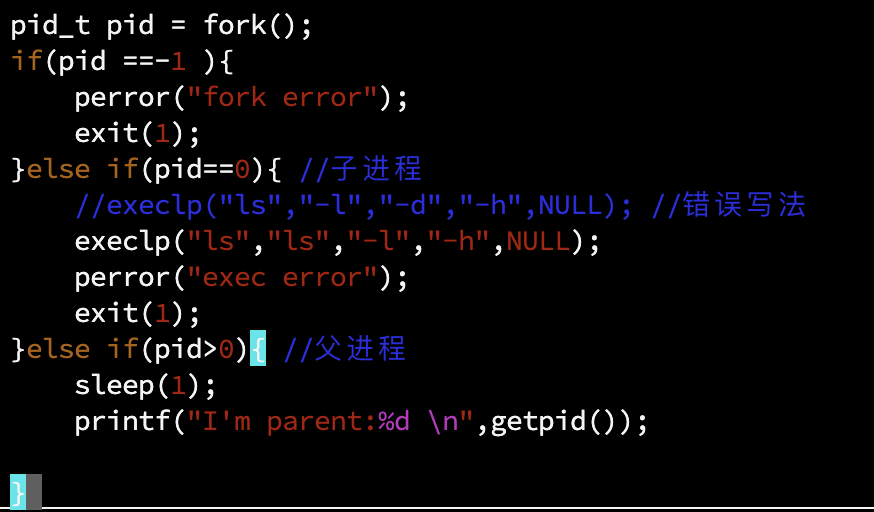 pid_t pid = fork();
if(pid ==-1 ){
    perror("fork error");
    exit(1);
}else if(pid==0){ //子进程
    //execlp("ls","-l","-d","-h",NULL); //错误写法
    execlp("ls","ls","-l","-h",NULL);
    perror("exec error");
    exit(1);
}else if(pid>0){ //父进程
    sleep(1);
    printf("I'm parent:%d \n",getpid());

}